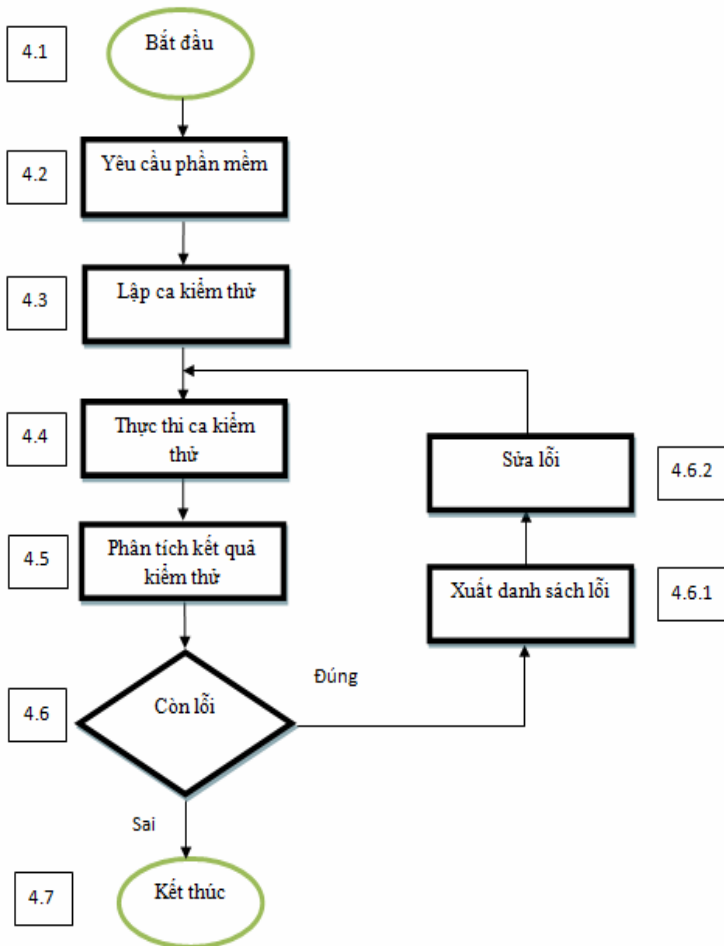 4.1
Bắt đầu
4.2
Yêu cầu phần mềm
4.3
Lập ca kiểm thử
4.4
Thực thi ca kiểm
thử
Sửa lỗi
4.6.2
4.5
Phân tích kết quả
kiểm thử
Xuất danh sách lỗi
4.6.1
4.6
Còn lỗi
Đúng
Sai
4.7
Kết thúc